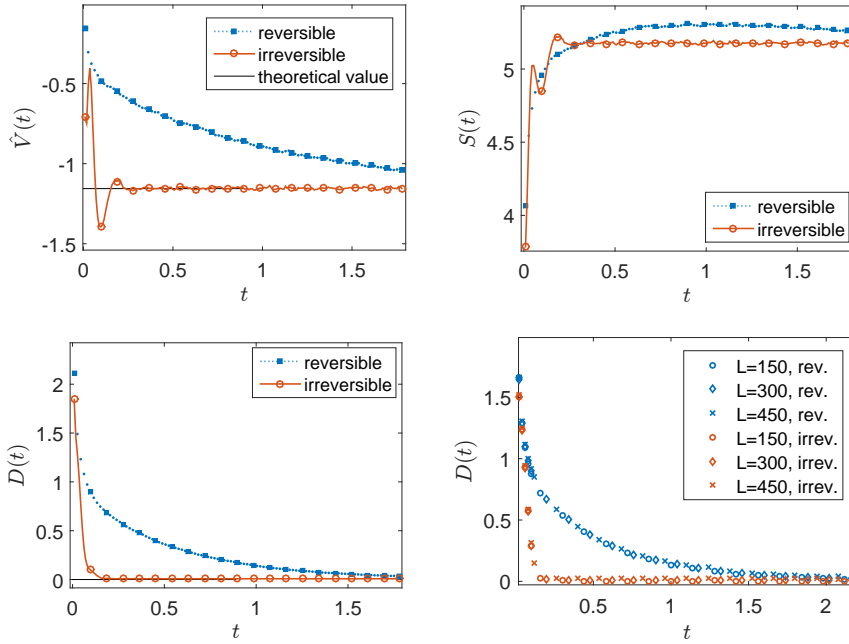 reversible
irreversible
theoretical value
-0.5
-1
-1.5
0
0.5
1
1.5
V̂(t)
t
5
4.5
4
0
0.5
1
1.5
S(t)
t
reversible
irreversible
reversible
irreversible
2
1.5
1
0.5
0
0
0.5
1
1.5
D(t)
t
L=150, rev.
L=300, rev.
L=450, rev.
L=150, irrev.
L=300, irrev.
L=450, irrev.
1.5
1
0.5
0
0.5
1
1.5
2
D(t)
t